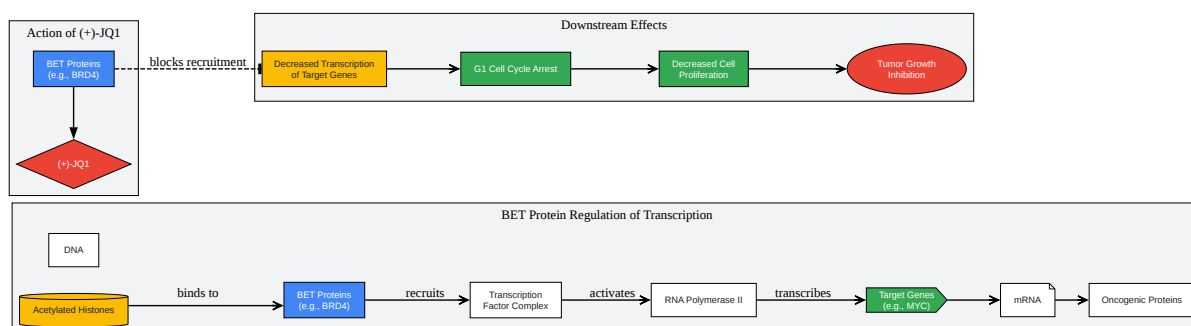 Action of (+)-JQ1
BET Proteins
(e.g., BRD4)
(+)-JQ1
blocks recruitment
Downstream Effects
Decreased Transcription
of Target Genes
G1 Cell Cycle Arrest
Decreased Cell
Proliferation
Tumor Growth
Inhibition
BET Protein Regulation of Transcription
DNA
Acetylated Histones
binds to
BET Proteins
(e.g., BRD4)
recruits
Transcription
Factor Complex
activates
RNA Polymerase II
transcribes
Target Genes
(e.g., MYC)
mRNA
Oncogenic Proteins